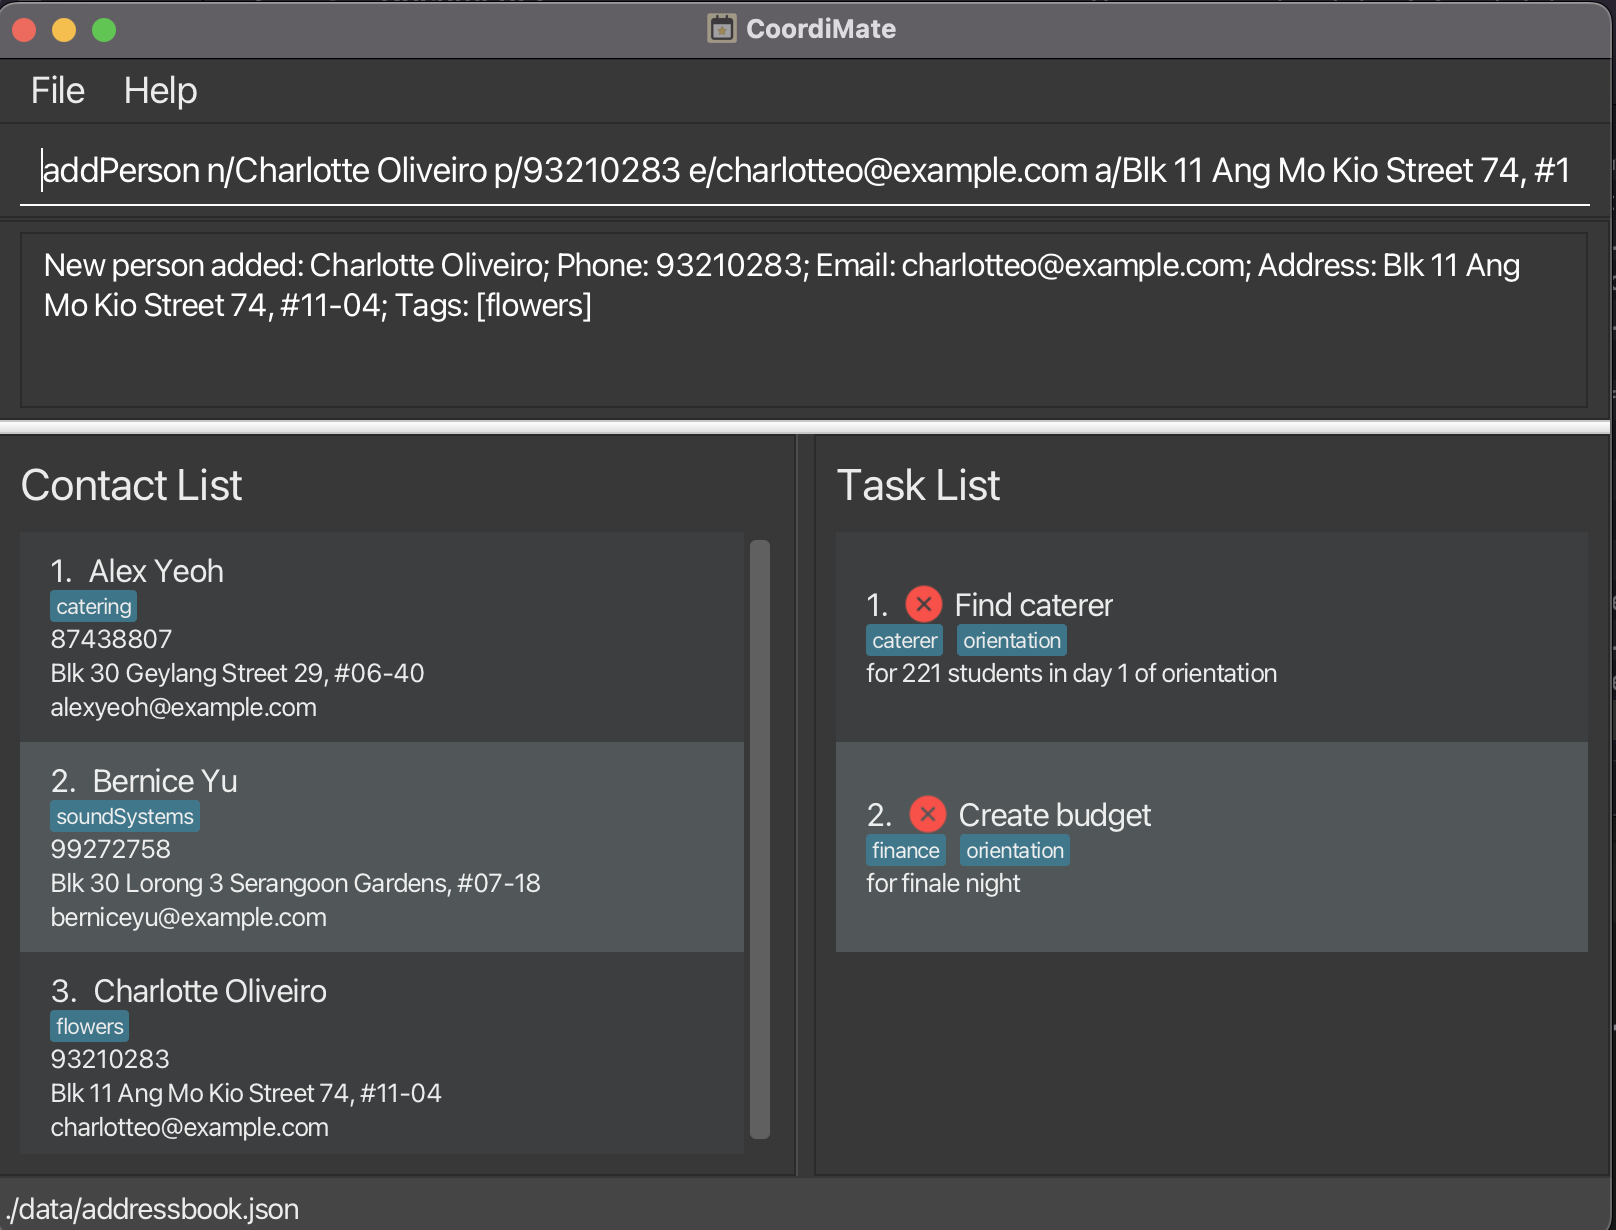 CoordiMate
File Help
addPerson n/Charlotte Oliveiro p/93210283 e/charlotteo@example.com a/Blk 11 Ang Mo Kio Street 74, #1
New person added: Charlotte Oliveiro; Phone: 93210283; Email: charlotteo@example.com; Address: Blk 11 Ang
Mo Kio Street 74, #11-04; Tags: [flowers]
Contact List
1. Alex Yeoh
catering
87438807
Blk 30 Geylang Street 29, #06-40
alexyeoh@example.com
2. Bernice Yu
soundSystems
99272758
Blk 30 Lorong 3 Serangoon Gardens, #07-18
berniceyu@example.com
3. Charlotte Oliveiro
flowers
93210283
Blk 11 Ang Mo Kio Street 74, #11-04
charlotteo@example.com
Task List
1. Find caterer
caterer orientation
for 221 students in day 1 of orientation
2. Create budget
finance orientation
for finale night
./data/addressbook.json